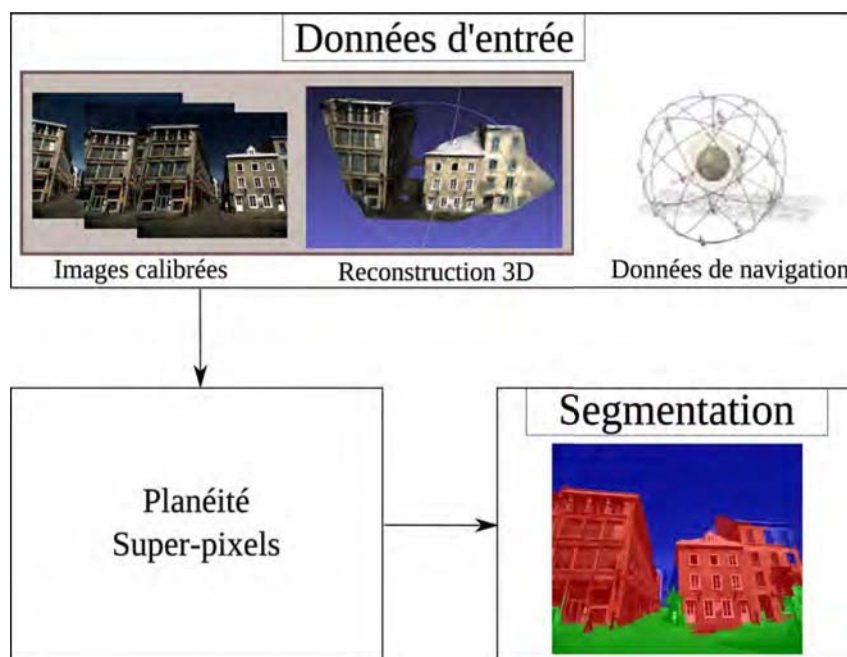 Données d'entrée
Images calibrées
Reconstruction 3D
Données de navigation
Planéité
Super-pixels
Segmentation